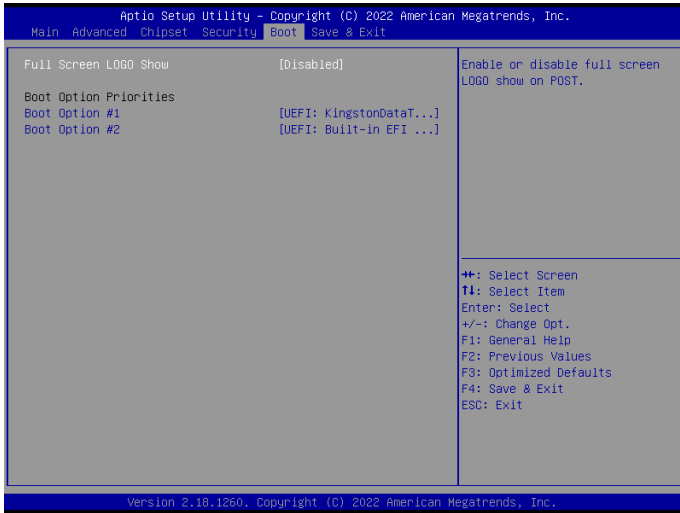 Aptio Setup Utility – Copyright (C) 2022 American Megatrends, Inc.
Main Advanced Chipset Security Boot Save & Exit
Full Screen LOGO Show [Disabled]
Boot Option Priorities
Boot Option #1 [UEFI: KingstonDataT...]
Boot Option #2 [UEFI: Built-in EFI ...]
Enable or disable full screen
LOGO show on POST.
→←: Select Screen
↑↓: Select Item
Enter: Select
+/-: Change Opt.
F1: General Help
F2: Previous Values
F3: Optimized Defaults
F4: Save & Exit
ESC: Exit
Version 2.18.1260. Copyright (C) 2022 American Megatrends, Inc.